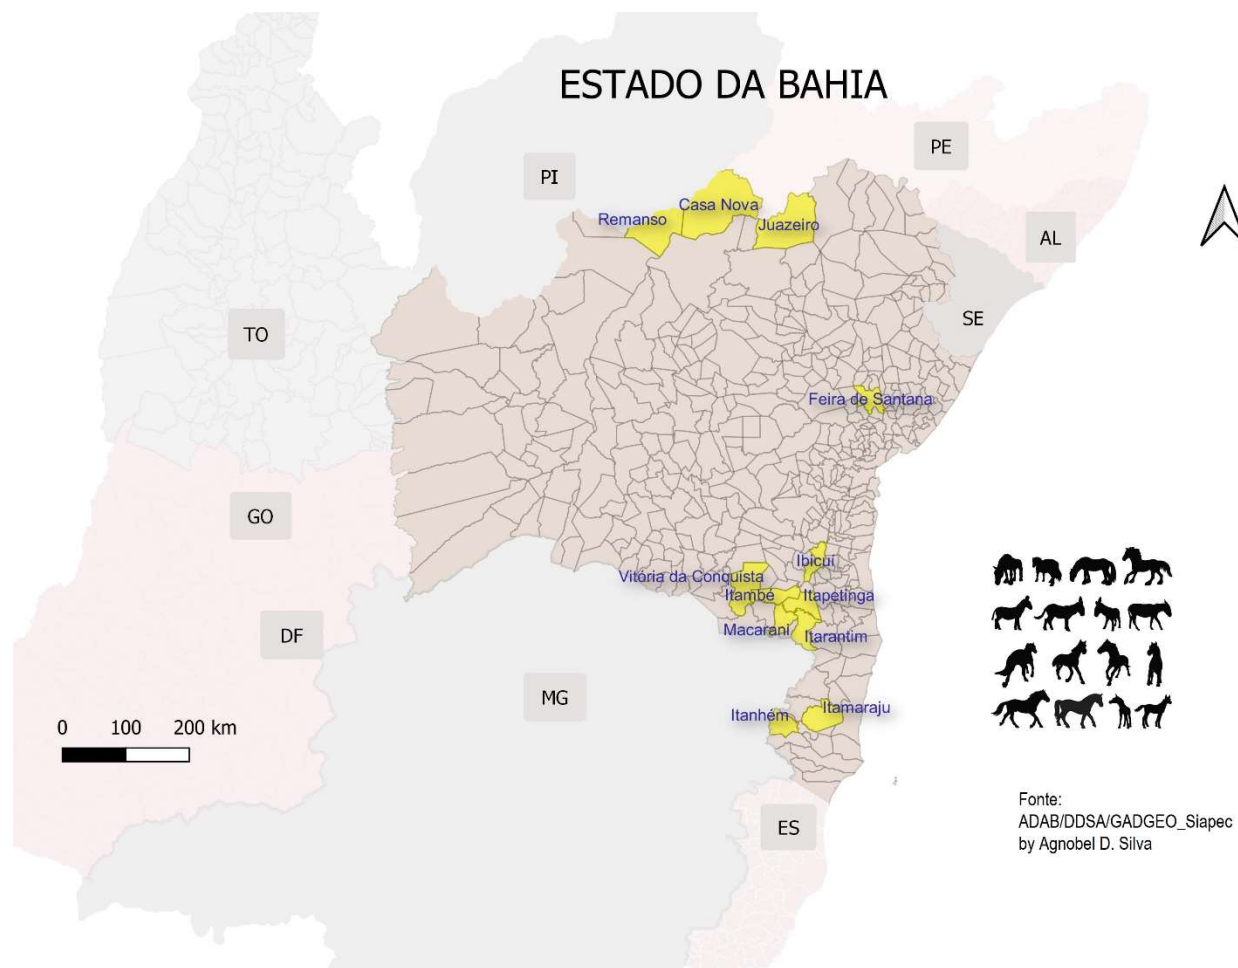 ESTADO DA BAHIA
PE
PI
Casa Nova
Remanso
Juazeiro
AL
SE
TO
Feira de Santana
GO
Ibicuí
Vitória da Conquista
Itambé
Itapetinga
Macarani
Itarantim
DF
MG
Itanhém
Itamaraju
0 100 200 km
Fonte:
ADAB/DDSA/GADGEO_Siapec
by Agnobel D. Silva
ES